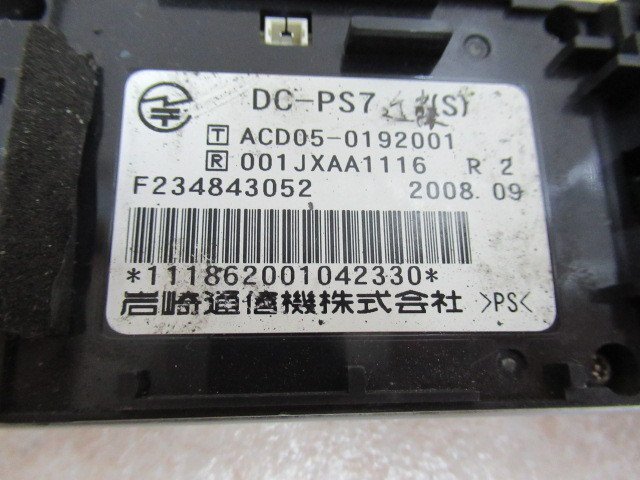 DC-PS7 (S)
T ACD05-0192001
R 001JXAA1116 R 2
F234843052 2008.09
*111862001042330*
岩崎通信機株式会社 >PS<